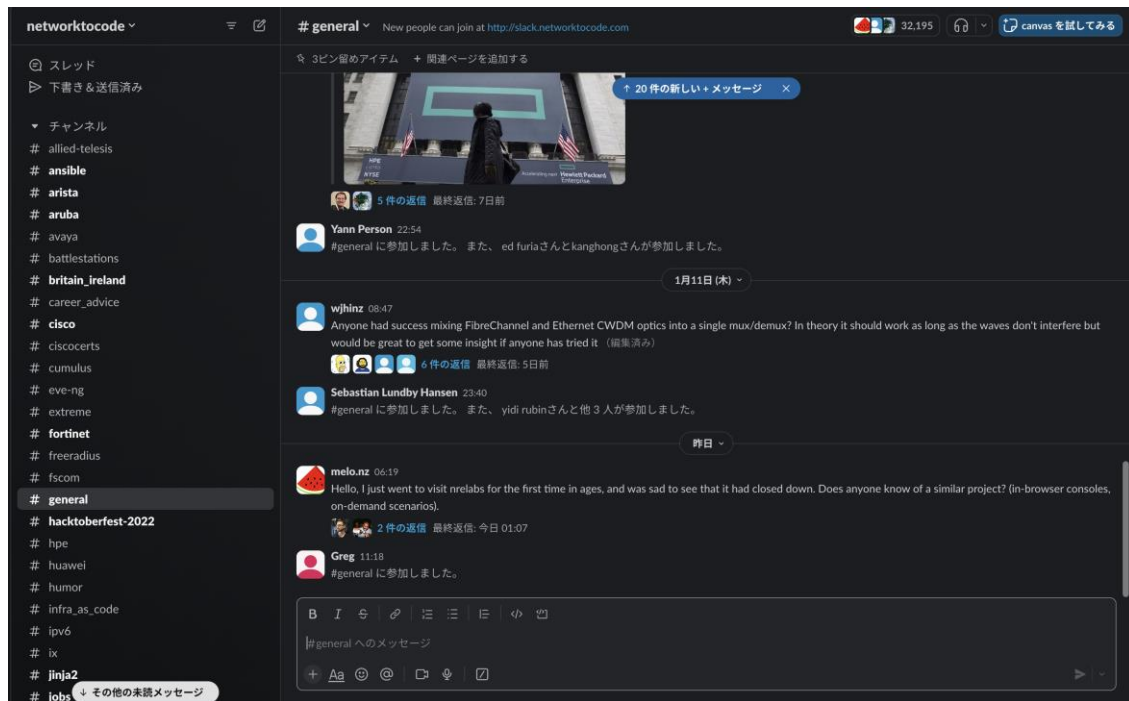 networktocode
スレッド
下書き＆送信済み
チャンネル
# allied-telesis
# ansible
# arista
# aruba
# avaya
# battlestations
# britain_ireland
# career_advice
# cisco
# ciscocerts
# cumulus
# eve-ng
# extreme
# fortinet
# freeradius
# fscom
# general
# hacktoberfest-2022
# hpe
# huawei
# humor
# infra_as_code
# ipv6
# ix
# jinja2
# jobs
↓ その他の未読メッセージ
# general New people can join at http://slack.networktocode.com
32,195
canvas を試してみる
3ピン留めアイテム + 関連ページを追加する
↑ 20 件の新しい + メッセージ ×
HPE
NYSE
Hewlett Packard
Enterprise
5 件の返信 最終返信: 7日前
Yann Person 22:54
#general に参加しました。 また、 ed furiaさんとkanghongさんが参加しました。
1月11日 (木)
wjhinz 08:47
Anyone had success mixing FibreChannel and Ethernet CWDM optics into a single mux/demux? In theory it should work as long as the waves don't interfere but
would be great to get some insight if anyone has tried it （編集済み）
6 件の返信 最終返信: 5日前
Sebastian Lundby Hansen 23:40
#general に参加しました。 また、 yidi rubinさんと他 3 人が参加しました。
昨日
melo.nz 06:19
Hello, I just went to visit nrelabs for the first time in ages, and was sad to see that it had closed down. Does anyone know of a similar project? (in-browser consoles,
on-demand scenarios).
2 件の返信 最終返信: 今日 01:07
Greg 11:18
#general に参加しました。
B I S
#general へのメッセージ
+ Aa @